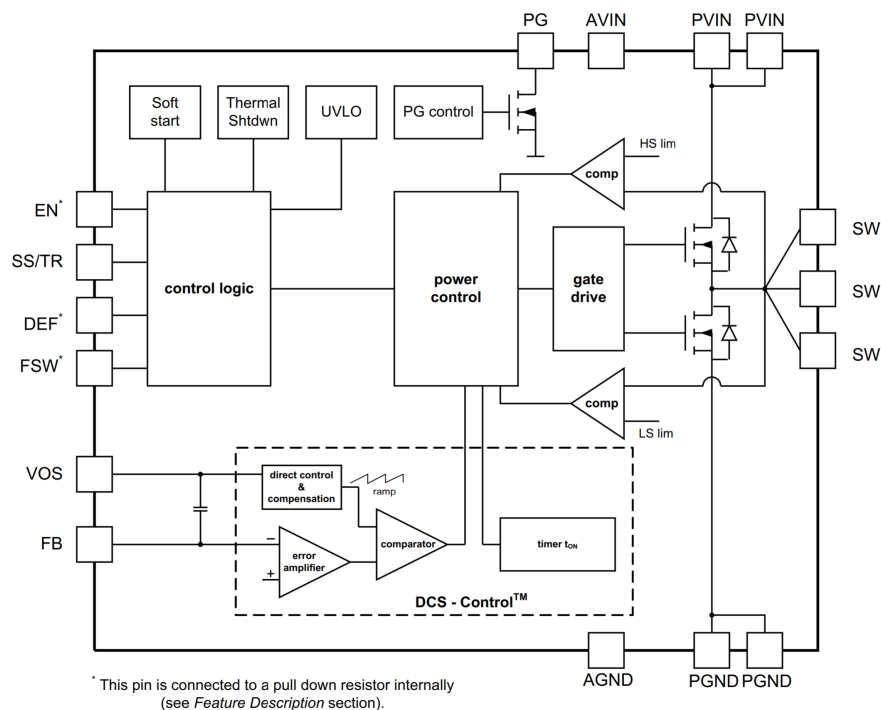 PG
AVIN
PVIN
PVIN
Soft
start
Thermal
Shtdwn
UVLO
PG control
HS lim
comp
EN*
SS/TR
DEF*
FSW*
control logic
power
control
gate
drive
SW
SW
SW
comp
LS lim
VOS
FB
direct control
&
compensation
ramp
error
amplifier
comparator
timer tON
DCS - Control™
AGND
PGND
PGND
* This pin is connected to a pull down resistor internally
(see Feature Description section).